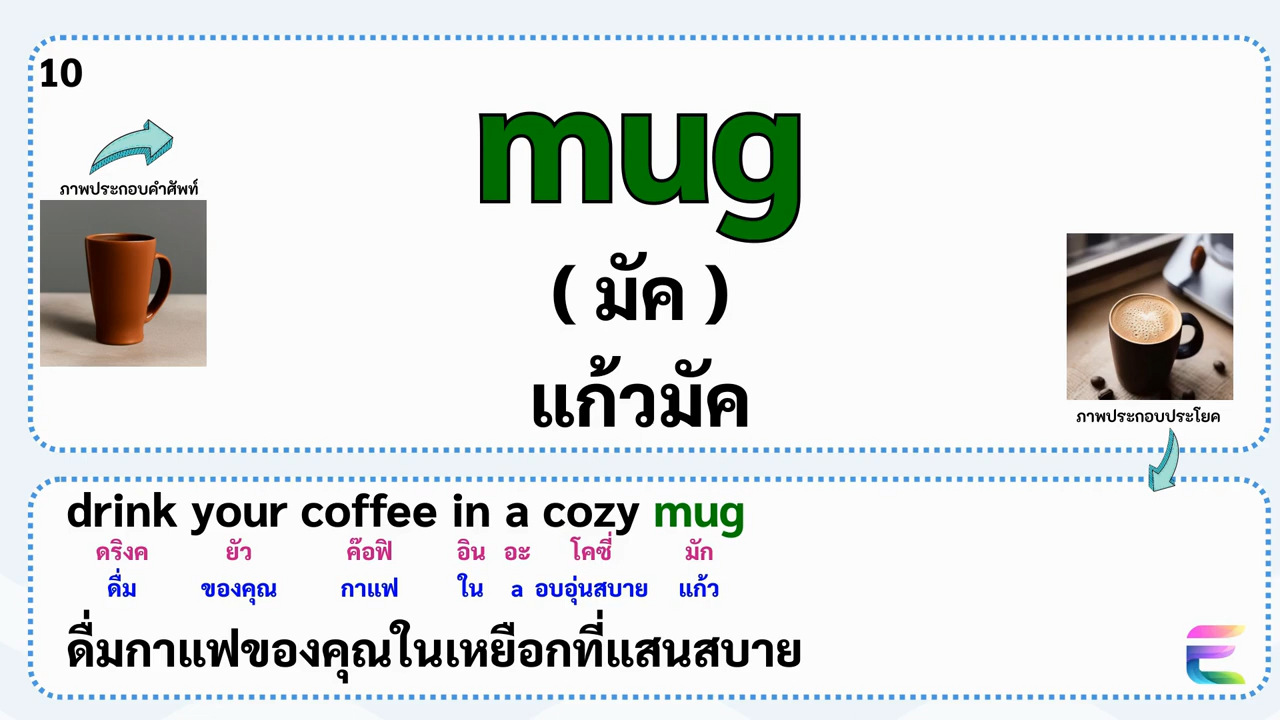 10
mug
ภาพประกอบคำศัพท์
( มัค )
แก้วมัค
ภาพประกอบประโยค
drink your coffee in a cozy mug
ดริงค ยัว ค๊อฟิ อิน อะ โคซี่ มัก
ดื่ม ของคุณ กาแฟ ใน a อบอุ่นสบาย แก้ว
ดื่มกาแฟของคุณในเหยือกที่แสนสบาย